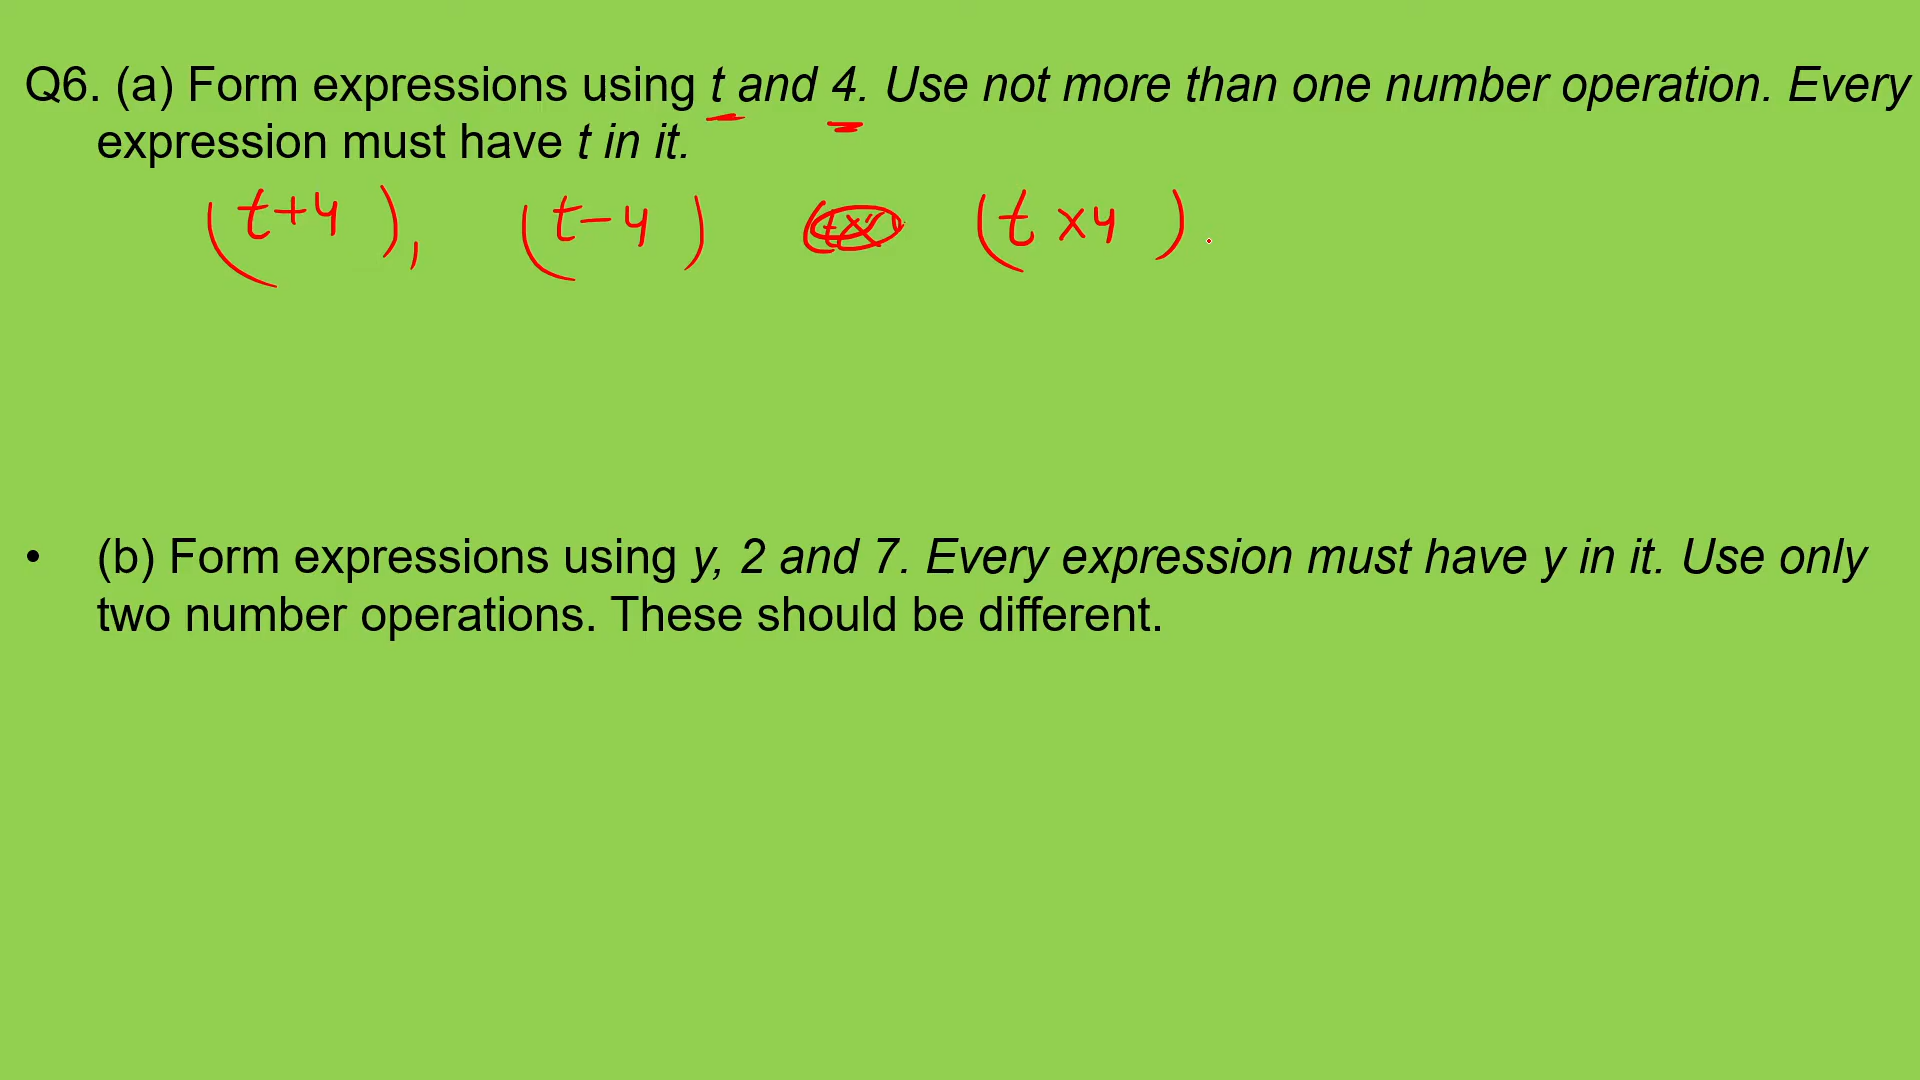 Q6. (a) Form expressions using t and 4. Use not more than one number operation. Every
expression must have t in it.
(t+4), (t-4) (t×4)
• (b) Form expressions using y, 2 and 7. Every expression must have y in it. Use only
two number operations. These should be different.